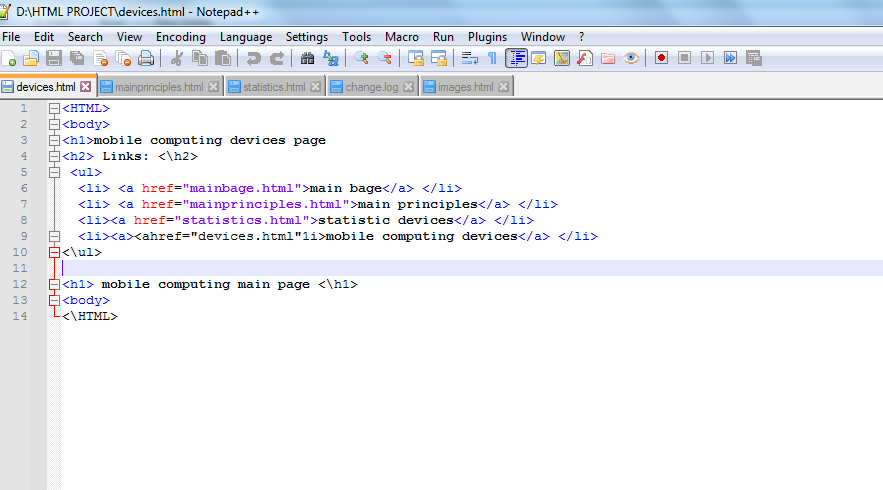 D:\HTML PROJECT\devices.html - Notepad++
File Edit Search View Encoding Language Settings Tools Macro Run Plugins Window ?
devices.html mainprinciples.html statistics.html change.log images.html
1 <HTML>
2 <body>
3 <h1>mobile computing devices page
4 <h2> Links: <\h2>
5 <ul>
6 <li> <a href="mainbage.html">main bage</a> </li>
7 <li> <a href="mainprinciples.html">main principles</a> </li>
8 <li><a href="statistics.html">statistic devices</a> </li>
9 <li><a><ahref="devices.html"1i>mobile computing devices</a> </li>
10 <\ul>
11
12 <h1> mobile computing main page <\h1>
13 <body>
14 <\HTML>